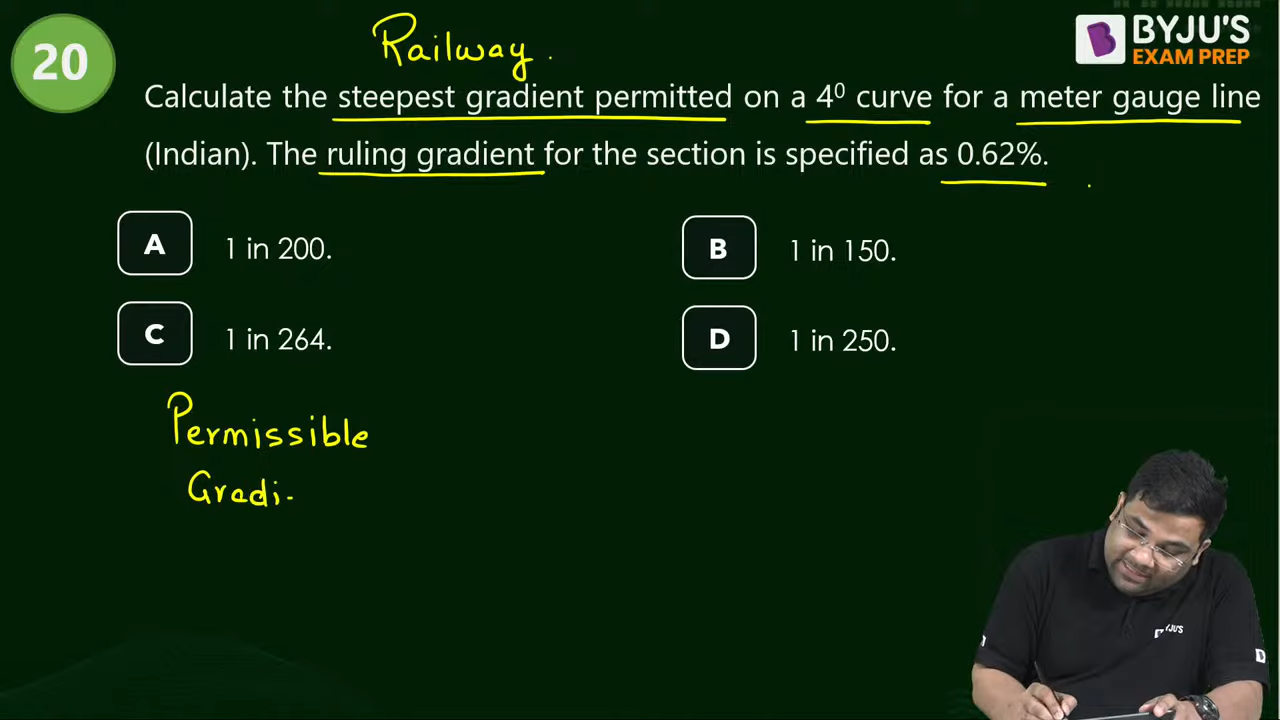 20
Railway.
BYJU'S
EXAM PREP
Calculate the steepest gradient permitted on a 4⁰ curve for a meter gauge line
(Indian). The ruling gradient for the section is specified as 0.62%.
A 1 in 200.
B 1 in 150.
C 1 in 264.
D 1 in 250.
Permissible
Gradi
BYJU'S